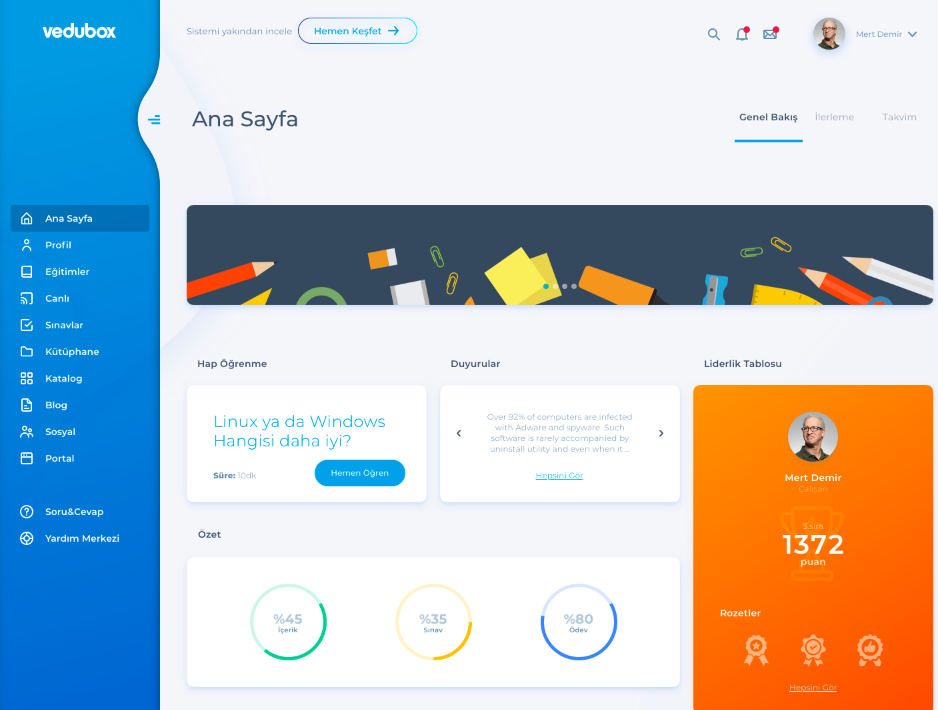 vedubox
Sistemi yakından incele
Hemen Keşfet
Mert Demir
Ana Sayfa
Genel Bakış
İlerleme
Takvim
Ana Sayfa
Profil
Eğitimler
Canlı
Sınavlar
Kütüphane
Katalog
Blog
Sosyal
Portal
Soru&Cevap
Yardım Merkezi
Hap Öğrenme
Linux ya da Windows
Hangisi daha iyi?
Süre: 10dk
Hemen Öğren
Duyurular
Over 92% of computers are infected
with Adware and spyware. Such
software is rarely accompanied by
uninstall utility and even when it ...
Hepsini Gör
Liderlik Tablosu
Mert Demir
Çalışan
3.sıra
1372
puan
Rozetler
Hepsini Gör
Özet
%45
İçerik
%35
Sınav
%80
Ödev